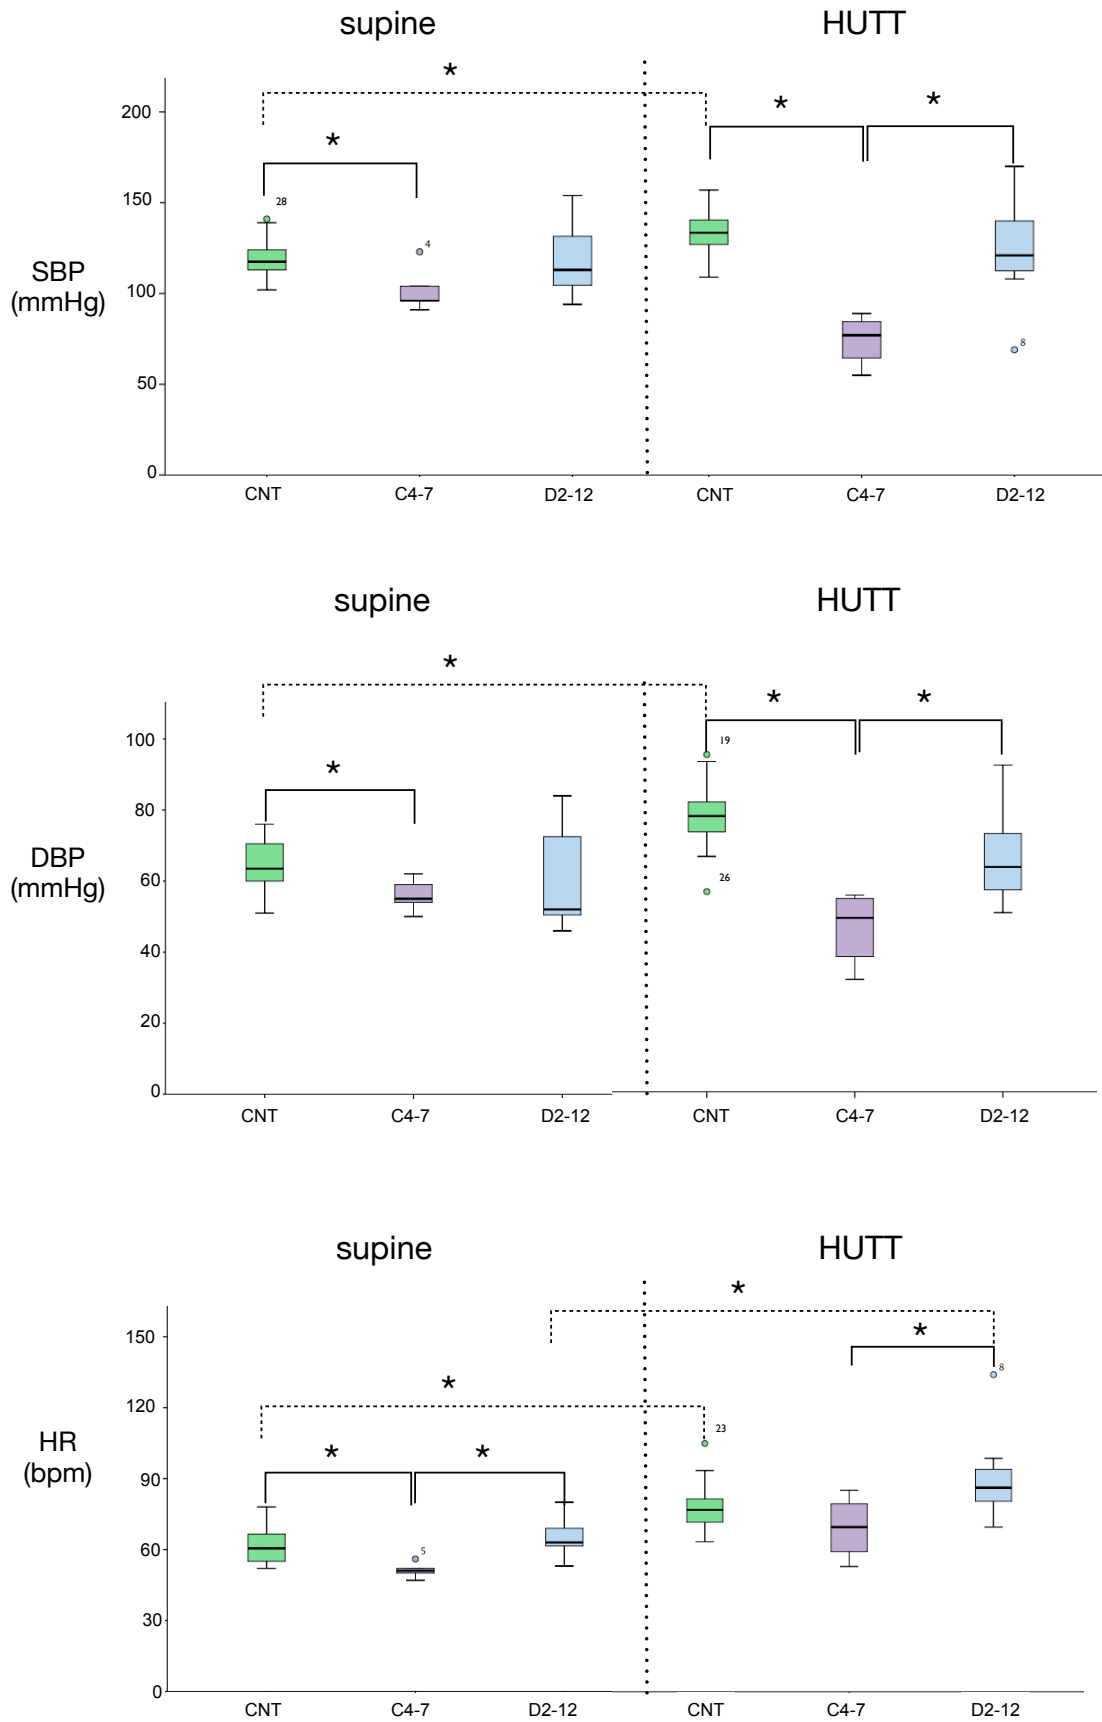 supine HUTT
* 
200 * *
*
28
150
4
SBP
(mmHg)
100
8
50
0
CNT C4-7 D2-12 CNT C4-7 D2-12
supine HUTT
*
* *
100 19
*
80
DBP
(mmHg)
26
60
40
20
0
CNT C4-7 D2-12 CNT C4-7 D2-12
supine HUTT
*
150 *
8
*
120
23
HR
(bpm)
* *
90
5
60
30
0
CNT C4-7 D2-12 CNT C4-7 D2-12